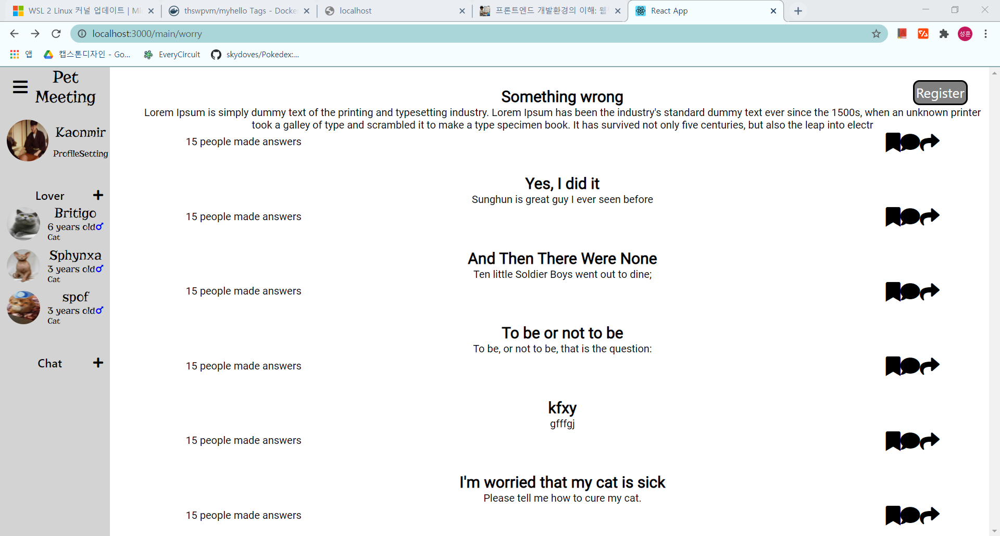 WSL 2 Linux 커널 업데이트 | Mi
thswpvm/myhello Tags - Docke
localhost
프론트엔드 개발환경의 이해: 웹
React App
localhost:3000/main/worry
성훈
앱
캡스톤디자인 - Go...
EveryCircuit
skydoves/Pokedex:...
Pet
Meeting
Kaonmir
ProfileSetting
Lover
Britigo
6 years old
Cat
Sphynxa
3 years old
Cat
spof
3 years old
Cat
Chat
Register
Something wrong
Lorem Ipsum is simply dummy text of the printing and typesetting industry. Lorem Ipsum has been the industry's standard dummy text ever since the 1500s, when an unknown printer
took a galley of type and scrambled it to make a type specimen book. It has survived not only five centuries, but also the leap into electr
15 people made answers
Yes, I did it
Sunghun is great guy I ever seen before
15 people made answers
And Then There Were None
Ten little Soldier Boys went out to dine;
15 people made answers
To be or not to be
To be, or not to be, that is the question:
15 people made answers
kfxy
gfffgj
15 people made answers
I'm worried that my cat is sick
Please tell me how to cure my cat.
15 people made answers